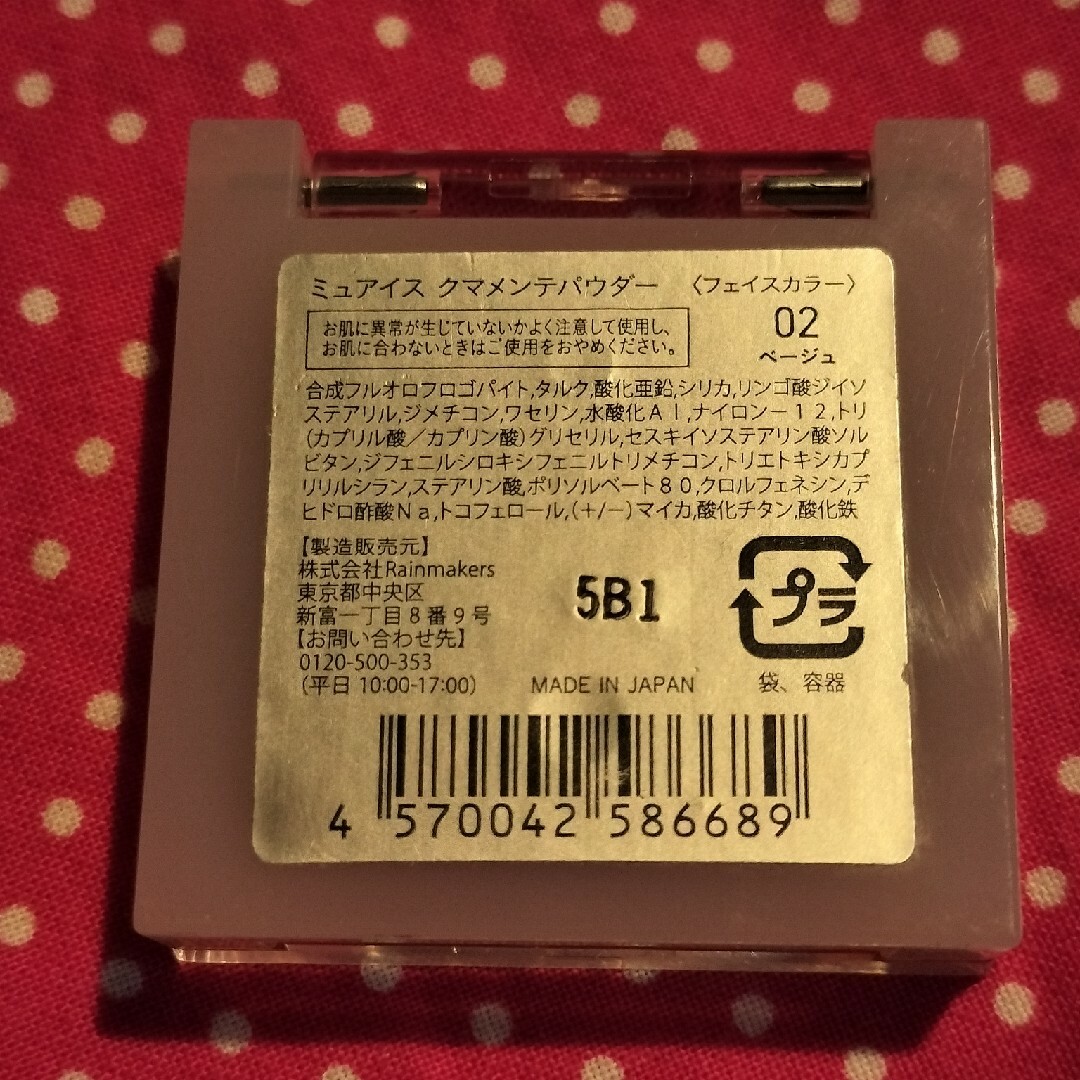 ミュアイス クマメンテパウダー 〈フェイスカラー〉
お肌に異常が生じていないかよく注意して使用し、
お肌に合わないときはご使用をおやめください。
02
ベージュ
合成フルオロフロゴパイト,タルク,酸化亜鉛,シリカ,リンゴ酸ジイソ
ステアリル,ジメチコン,ワセリン,水酸化Aｌ,ナイロンー１２,トリ
(カプリル酸／カプリン酸)グリセリル,セスキイソステアリン酸ソル
ビタン,ジフェニルシロキシフェニルトリメチコン,トリエトキシカプ
リリルシラン,ステアリン酸,ポリソルベート８０,クロルフェネシン,デ
ヒドロ酢酸Ｎａ,トコフェロール,(+/ー)マイカ,酸化チタン,酸化鉄
【製造販売元】
株式会社Rainmakers
東京都中央区
新富一丁目８番９号
【お問い合わせ先】
0120-500-353
(平日 10:00-17:00)
5B1
MADE IN JAPAN
プラ
袋、容器
4 570042 586689